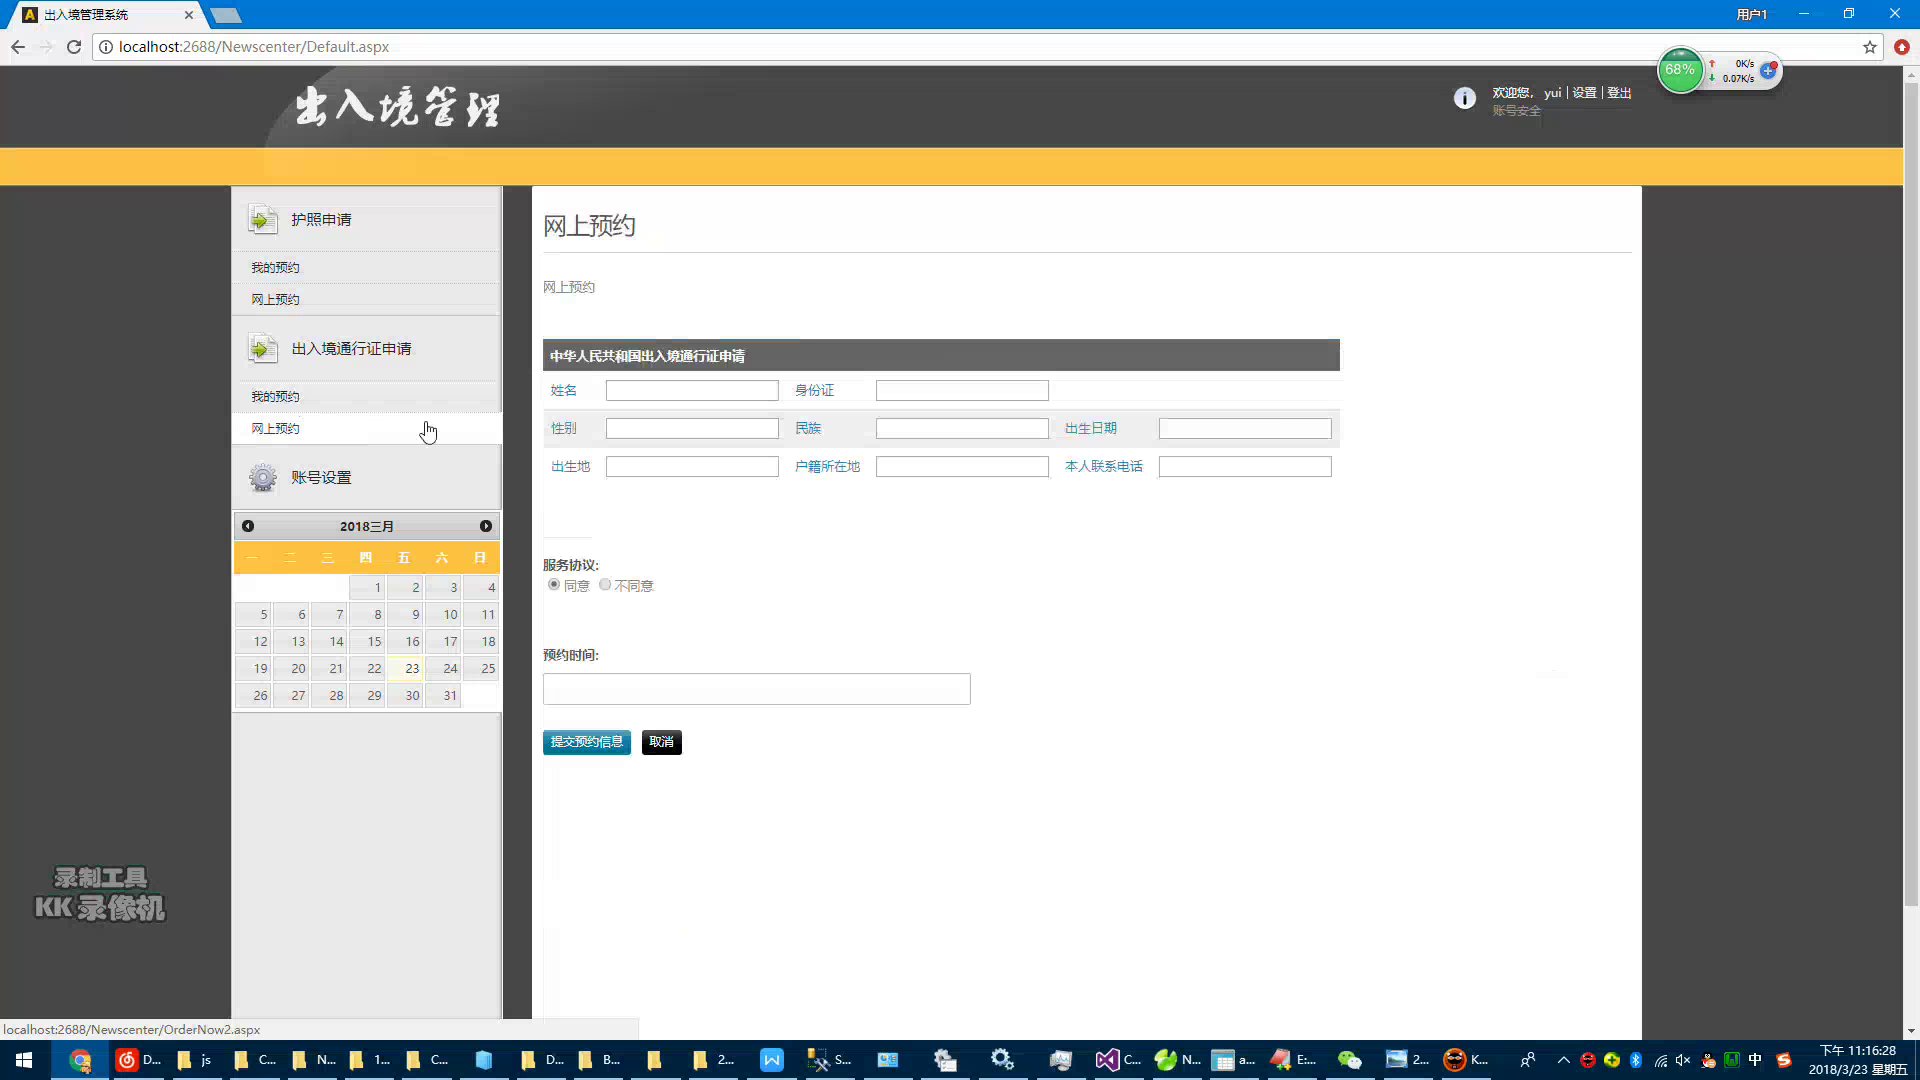 出入境管理系统
用户1
localhost:2688/Newscenter/Default.aspx
68%
0K/s
0.07K/s
出入境管理
欢迎您, yui | 设置 | 登出
账号安全
护照申请
我的预约
网上预约
出入境通行证申请
我的预约
网上预约
账号设置
2018三月
一 二 三 四 五 六 日
1 2 3 4
5 6 7 8 9 10 11
12 13 14 15 16 17 18
19 20 21 22 23 24 25
26 27 28 29 30 31
网上预约
网上预约
中华人民共和国出入境通行证申请
姓名 身份证
性别 民族 出生日期
出生地 户籍所在地 本人联系电话
服务协议:
同意 不同意
预约时间:
提交预约信息 取消
录制工具
KK 录像机
localhost:2688/Newscenter/OrderNow2.aspx
D... js C... N... 1... C... D... B... 2... S... C... N... a... E:... 2... K...
中
下午 11:16:28
2018/3/23 星期五